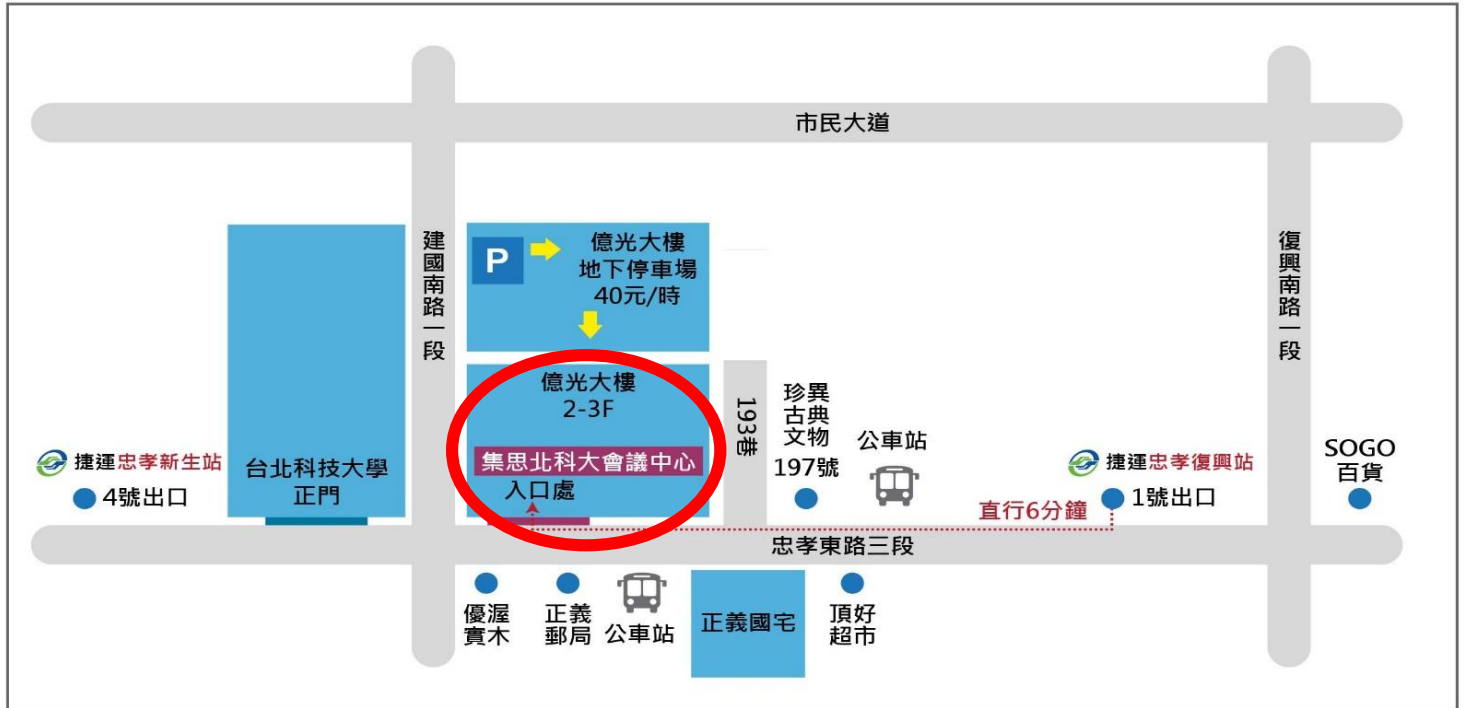 市民大道
建國南路一段
P
億光大樓
地下停車場
40元/時
復興南路一段
億光大樓
2-3F
集思北科大會議中心
入口處
193巷
珍異
古典
文物
197號
公車站
捷運忠孝新生站
4號出口
台北科技大學
正門
捷運忠孝復興站
1號出口
直行6分鐘
SOGO
百貨
忠孝東路三段
優渥
實木
正義
郵局
公車站
正義國宅
頂好
超市